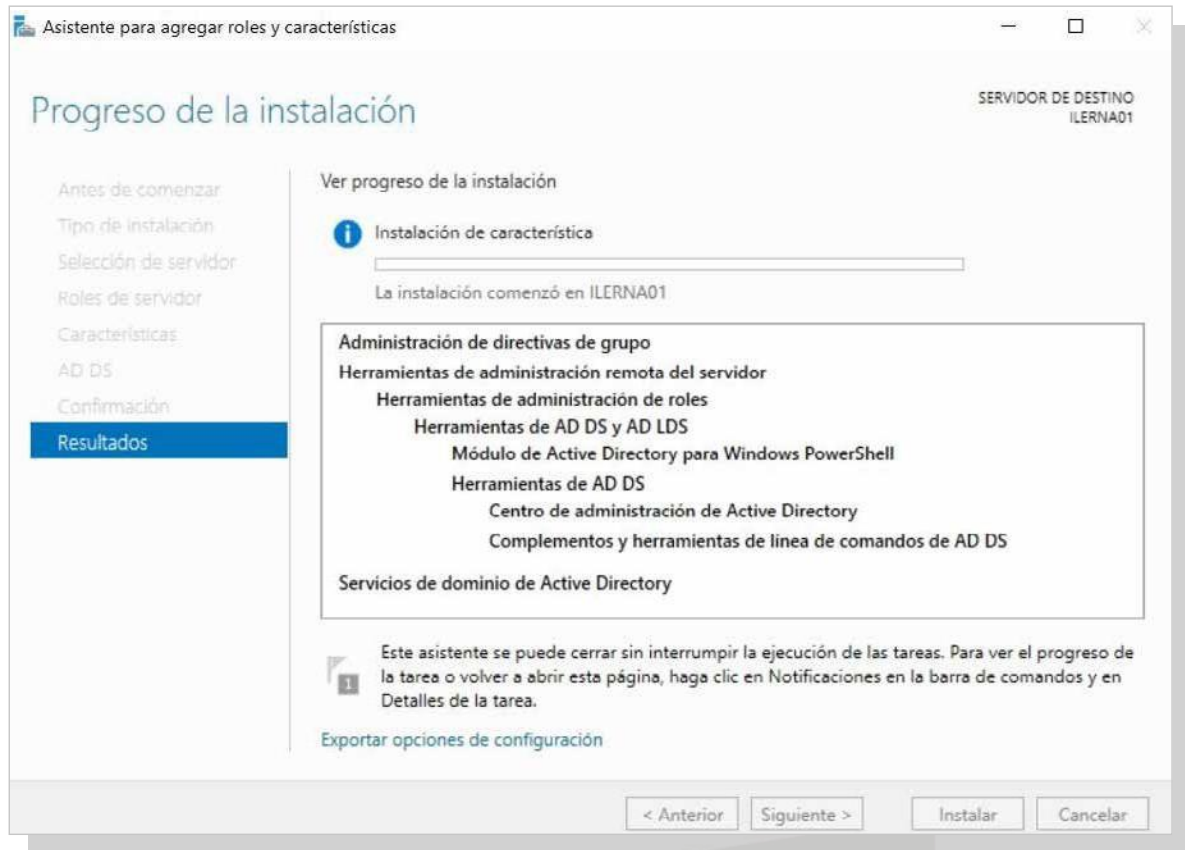 Asistente para agregar roles y características
Progreso de la instalación
SERVIDOR DE DESTINO
ILERNA01
Antes de comenzar
Tipo de instalación
Selección de servidor
Roles de servidor
Características
AD DS
Confirmación
Resultados
Ver progreso de la instalación
Instalación de característica
La instalación comenzó en ILERNA01
Administración de directivas de grupo
Herramientas de administración remota del servidor
Herramientas de administración de roles
Herramientas de AD DS y AD LDS
Módulo de Active Directory para Windows PowerShell
Herramientas de AD DS
Centro de administración de Active Directory
Complementos y herramientas de línea de comandos de AD DS
Servicios de dominio de Active Directory
1
Este asistente se puede cerrar sin interrumpir la ejecución de las tareas. Para ver el progreso de
la tarea o volver a abrir esta página, haga clic en Notificaciones en la barra de comandos y en
Detalles de la tarea.
Exportar opciones de configuración
< Anterior
Siguiente >
Instalar
Cancelar